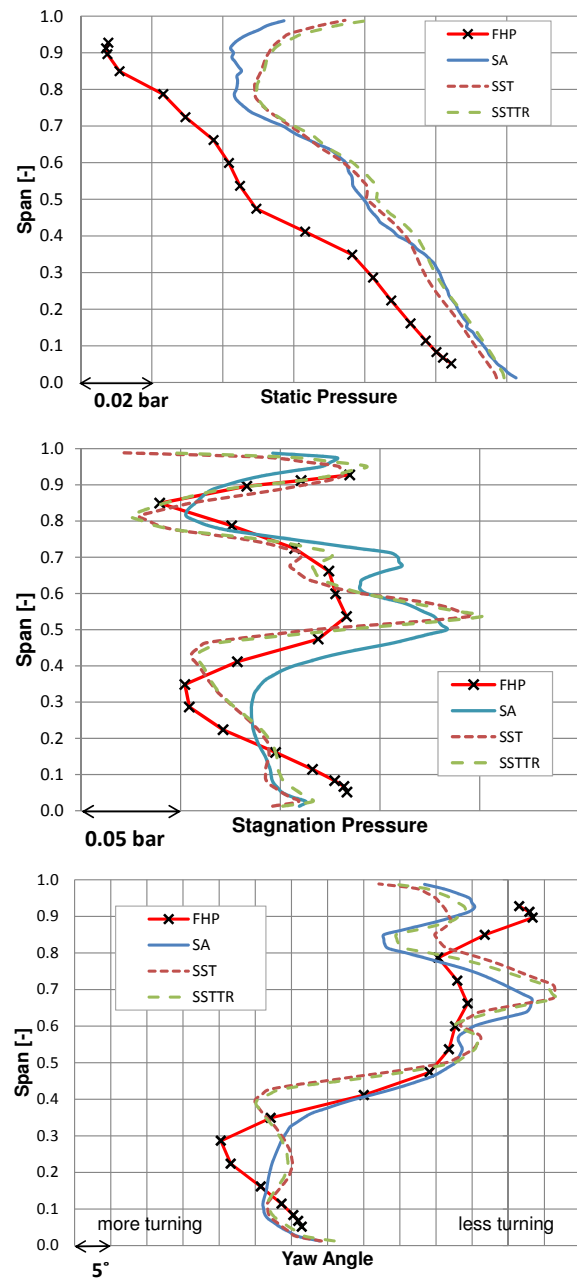 1.0
0.9
0.8
0.7
0.6
0.5
0.4
0.3
0.2
0.1
0.0
Span [-]
FHP
SA
SST
SSTTR
0.02 bar
Static Pressure
1.0
0.9
0.8
0.7
0.6
0.5
0.4
0.3
0.2
0.1
0.0
Span [-]
FHP
SA
SST
SSTTR
0.05 bar
Stagnation Pressure
1.0
0.9
0.8
0.7
0.6
0.5
0.4
0.3
0.2
0.1
0.0
Span [-]
FHP
SA
SST
SSTTR
more turning
less turning
5°
Yaw Angle